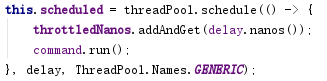 this.scheduled = threadPool.schedule(() -> {
throttledNanos.addAndGet(delay.nanos());
command.run();
}, delay, ThreadPool.Names.GENERIC);